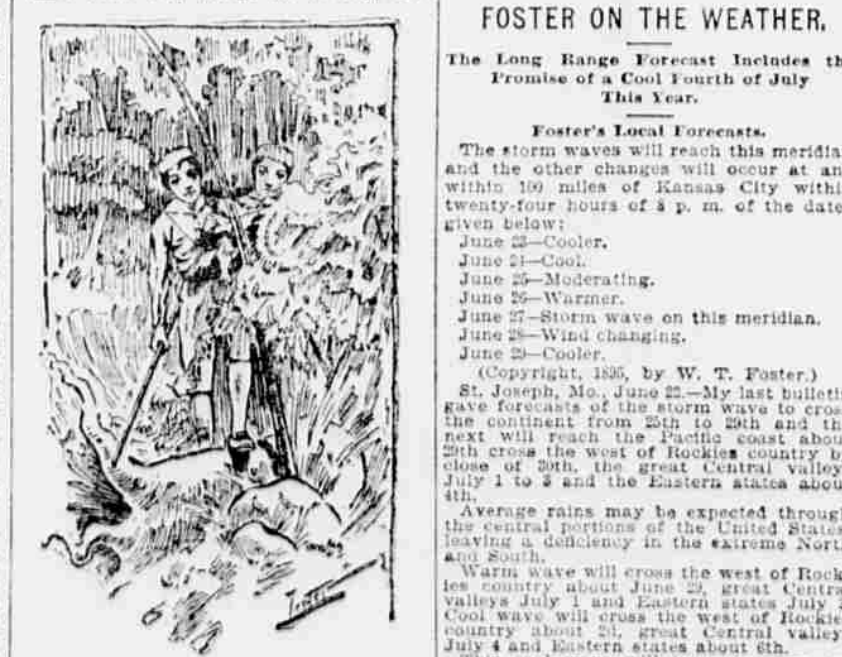 FOSTER ON THE WEATHER.
The Long Range Forecast Includes th
Promise of a Cool Fourth of July
This Year.
Foster's Local Forecasts.
The storm waves will reach this meridia
and the other changes will occur at an
within 100 miles of Kansas City withi
twenty-four hours of 8 p. m. of the date
given below:
June 23—Cooler.
June 24—Cool.
June 25—Moderating.
June 26—Warmer.
June 27—Storm wave on this meridian.
June 28—Wind changing.
June 29—Cooler.
(Copyright, 1895, by W. T. Foster.)
St. Joseph, Mo., June 22.—My last bulleti
gave forecasts of the storm wave to cros
the continent from 25th to 29th and th
next will reach the Pacific coast abou
29th cross the west of Rockies country b
close of 30th, the great Central valley
July 1 to 3 and the Eastern states abou
4th.
Average rains may be expected through
the central portions of the United States
leaving a deficiency in the extreme Nort
and South.
Warm wave will cross the west of Rock
ies country about June 29, great Centra
valleys July 1 and Eastern states July
Cool wave will cross the west of Rockie
country about 2d, great Central valley
July 4 and Eastern states about 6th.